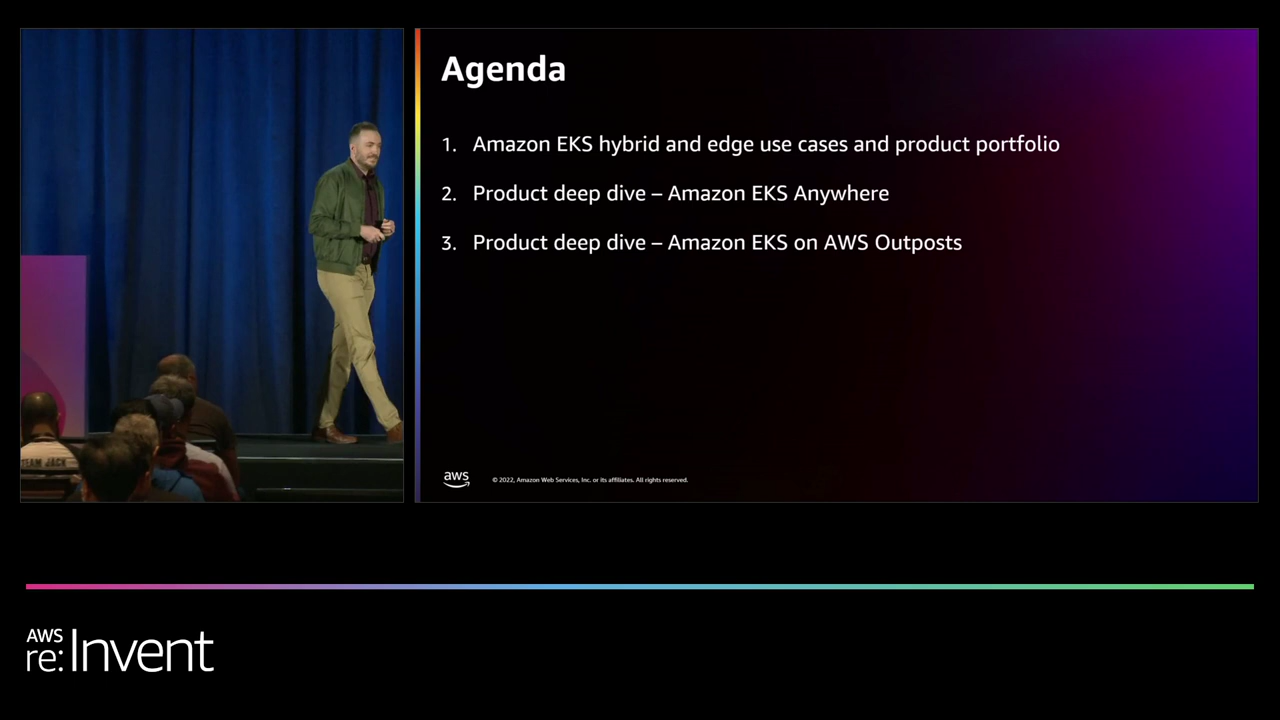 Agenda
1. Amazon EKS hybrid and edge use cases and product portfolio
2. Product deep dive – Amazon EKS Anywhere
3. Product deep dive – Amazon EKS on AWS Outposts
aws
© 2022, Amazon Web Services, Inc. or its affiliates. All rights reserved.
TEAM JACK
AWS
re:Invent